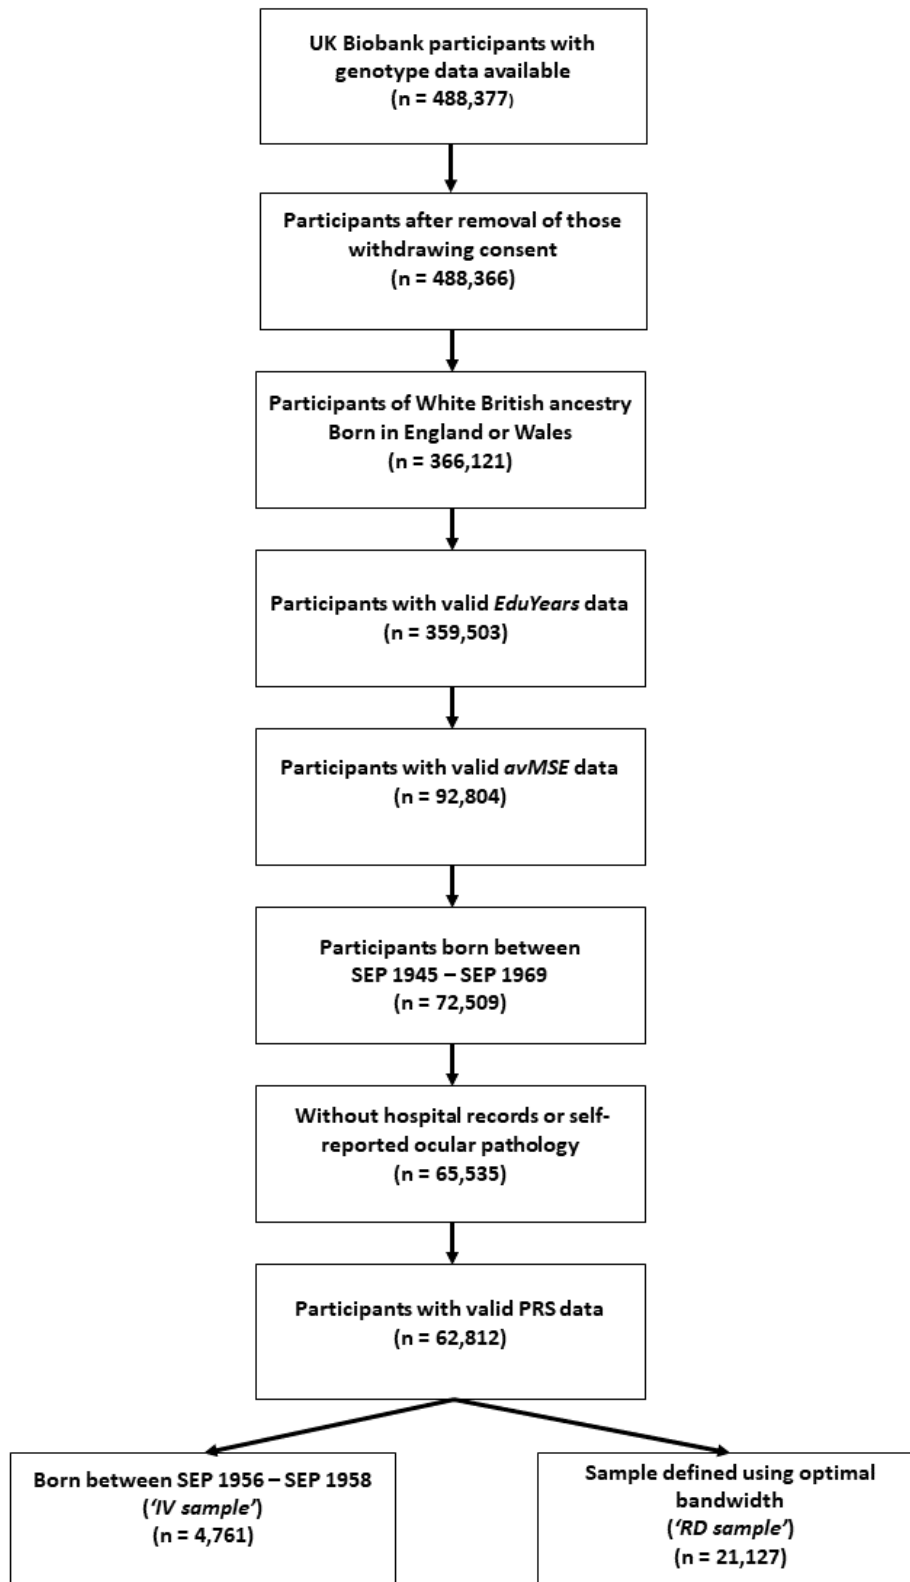 UK Biobank participants with
genotype data available
(n = 488,377)
Participants after removal of those
withdrawing consent
(n = 488,366)
Participants of White British ancestry
Born in England or Wales
(n = 366,121)
Participants with valid EduYears data
(n = 359,503)
Participants with valid avMSE data
(n = 92,804)
Participants born between
SEP 1945 – SEP 1969
(n = 72,509)
Without hospital records or self-
reported ocular pathology
(n = 65,535)
Participants with valid PRS data
(n = 62,812)
Born between SEP 1956 – SEP 1958
(‘IV sample’)
(n = 4,761)
Sample defined using optimal
bandwidth
(‘RD sample’)
(n = 21,127)